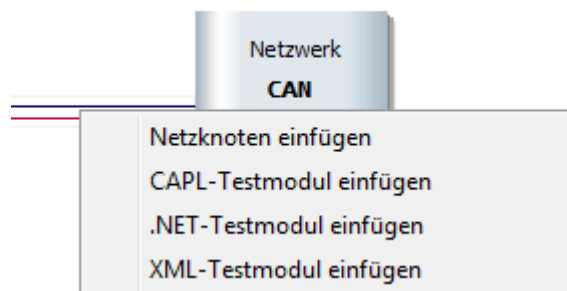 Netzwerk
CAN
Netzknoten einfügen
CAPL-Testmodul einfügen
.NET-Testmodul einfügen
XML-Testmodul einfügen